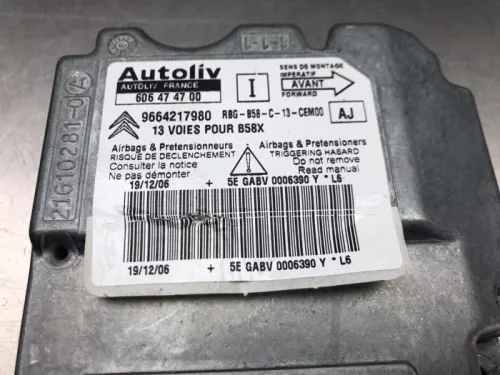 Autoliv
AUTOLIV FRANCE
606 47 47 00
I
SENS DE MONTAGE
IMPERATIF
AVANT
FORWARD
9664217980 RBG-B58-C-13-CEM00 AJ
13 VOIES POUR B58X
Airbags & Pretensionneurs
RISQUE DE DECLENCHEMENT
Consulter la notice
Ne pas démonter
Airbags & Pretensioners
TRIGGERING HASARD
Do not remove
Read manual
19/12/06 + 5E GABV 0006390 Y * L6
19/12/06 + 5E GABV 0006390 Y * L6
21610281-0 A